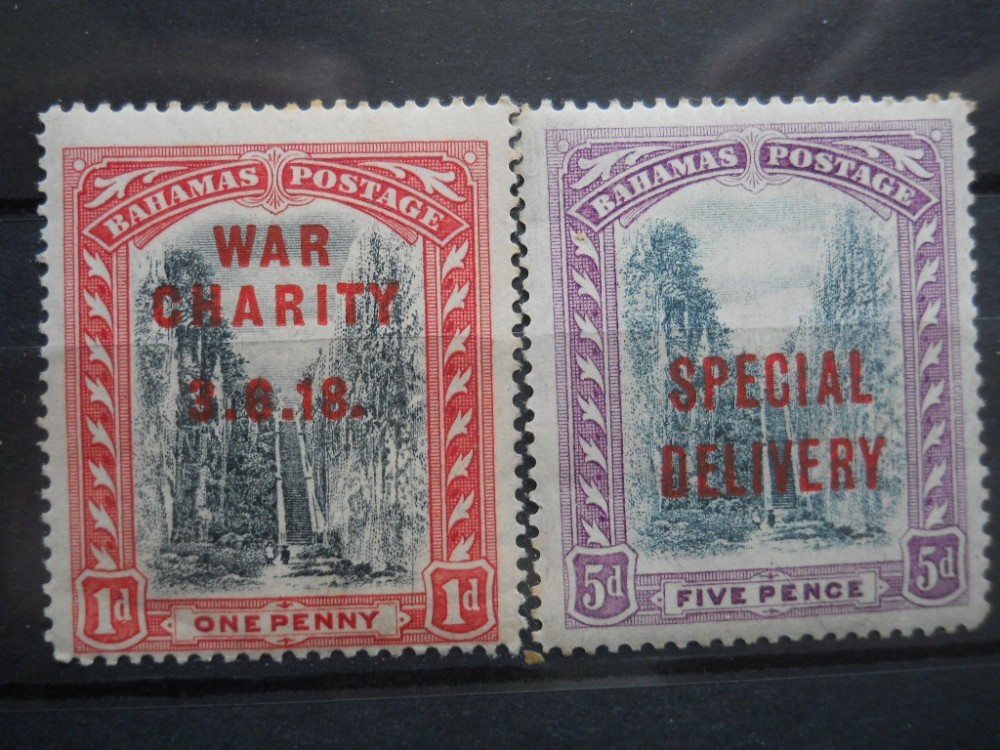 BAHAMAS POSTAGE
WAR
CHARITY
3.6.18.
1d ONE PENNY 1d
BAHAMAS POSTAGE
SPECIAL
DELIVERY
5d FIVE PENCE 5d